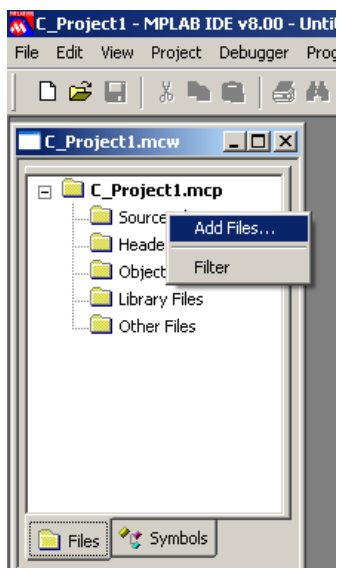 C_Project1 - MPLAB IDE v8.00 - Unti
File Edit View Project Debugger Prog
C_Project1.mcw
C_Project1.mcp
Source
Add Files...
Heade
Object
Filter
Library Files
Other Files
Files Symbols